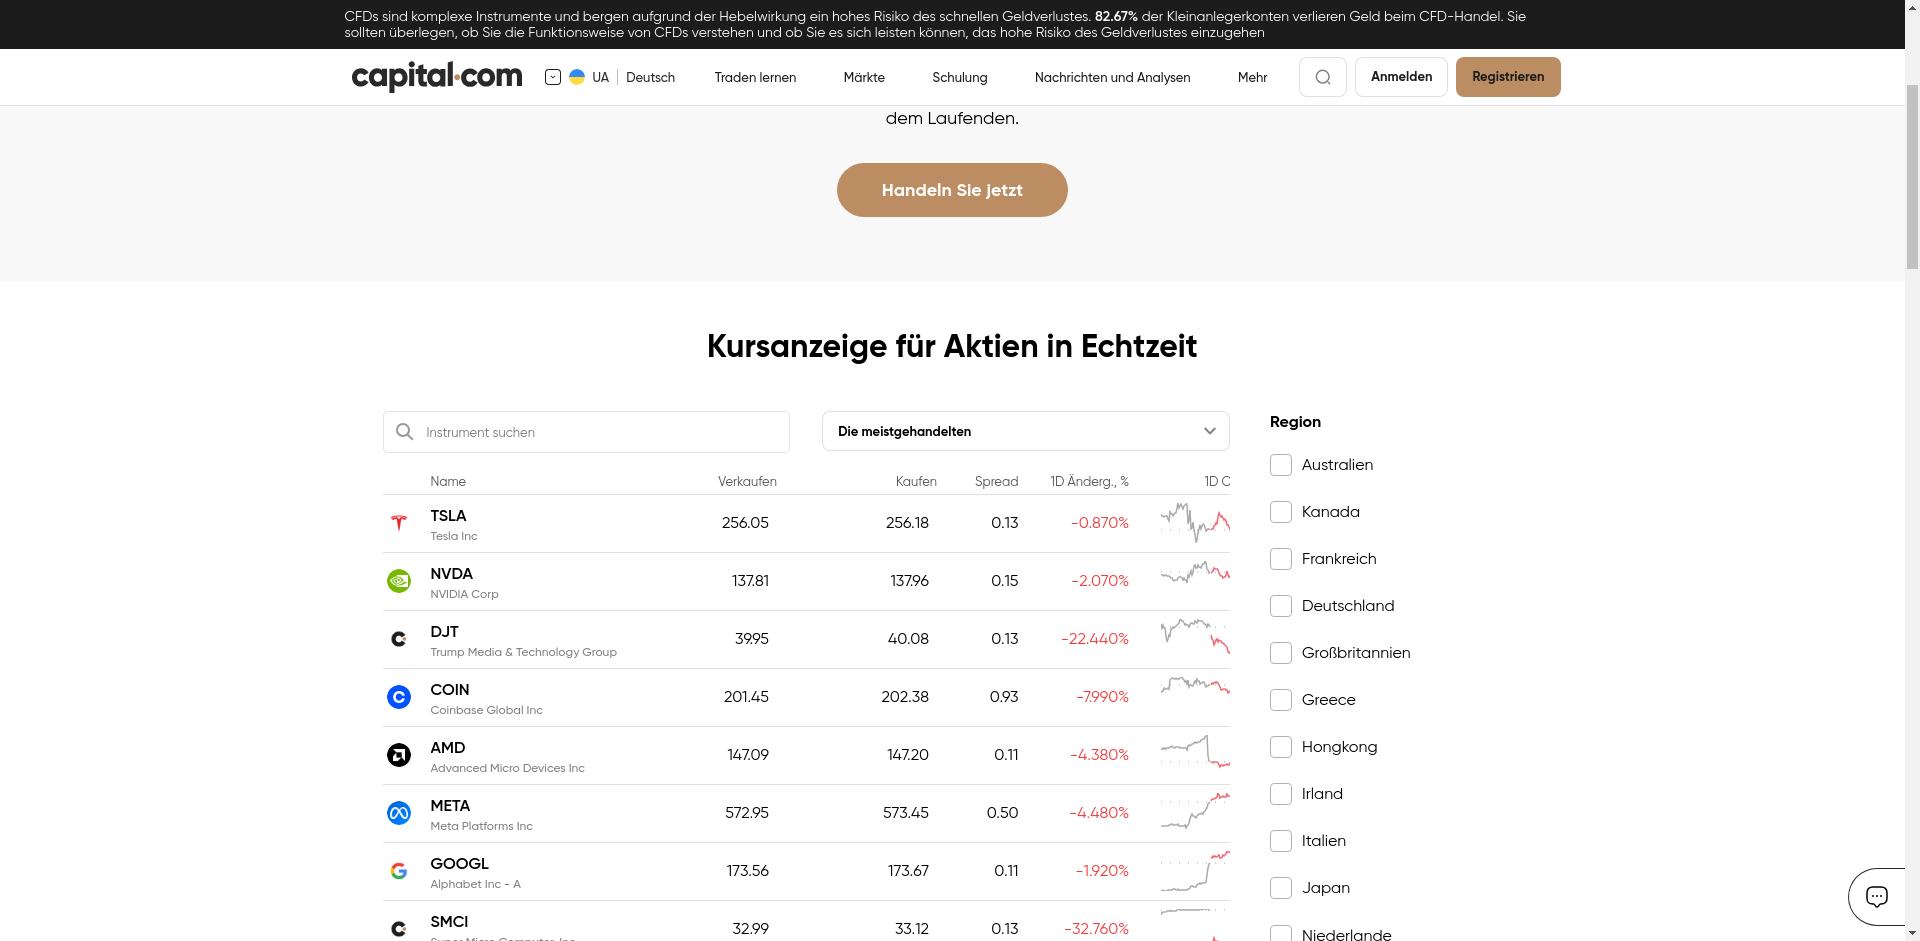 CFDs sind komplexe Instrumente und bergen aufgrund der Hebelwirkung ein hohes Risiko des schnellen Geldverlustes. 82.67% der Kleinanlegerkonten verlieren Geld beim CFD-Handel. Sie
sollten überlegen, ob Sie die Funktionsweise von CFDs verstehen und ob Sie es sich leisten können, das hohe Risiko des Geldverlustes einzugehen
capital.com UA Deutsch Traden lernen Märkte Schulung Nachrichten und Analysen Mehr Anmelden Registrieren
dem Laufenden.
Handeln Sie jetzt
Kursanzeige für Aktien in Echtzeit
Instrument suchen
Die meistgehandelten
Name Verkaufen Kaufen Spread 1D Änderg., % 1D C
TSLA 256.05 256.18 0.13 -0.870%
Tesla Inc
NVDA 137.81 137.96 0.15 -2.070%
NVIDIA Corp
DJT 39.95 40.08 0.13 -22.440%
Trump Media & Technology Group
COIN 201.45 202.38 0.93 -7.990%
Coinbase Global Inc
AMD 147.09 147.20 0.11 -4.380%
Advanced Micro Devices Inc
META 572.95 573.45 0.50 -4.480%
Meta Platforms Inc
GOOGL 173.56 173.67 0.11 -1.920%
Alphabet Inc - A
SMCI 32.99 33.12 0.13 -32.760%
Super Micro Computer, Inc
Region
Australien
Kanada
Frankreich
Deutschland
Großbritannien
Greece
Hongkong
Irland
Italien
Japan
Niederlande